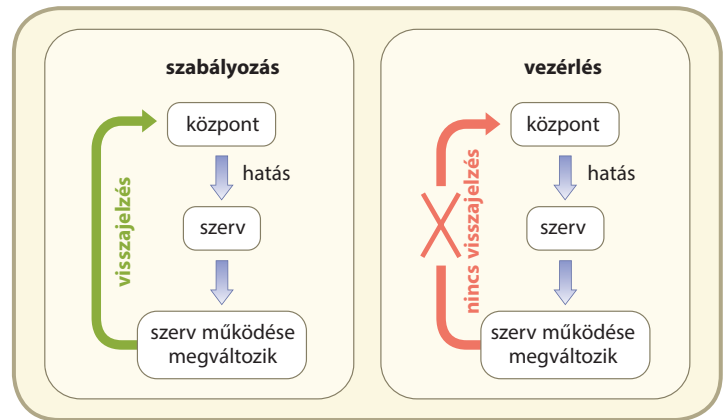 szabályozás
központ
hatás
szerv
szerv működése
megváltozik
visszajelzés
vezérlés
központ
hatás
szerv
szerv működése
megváltozik
nincs visszajelzés